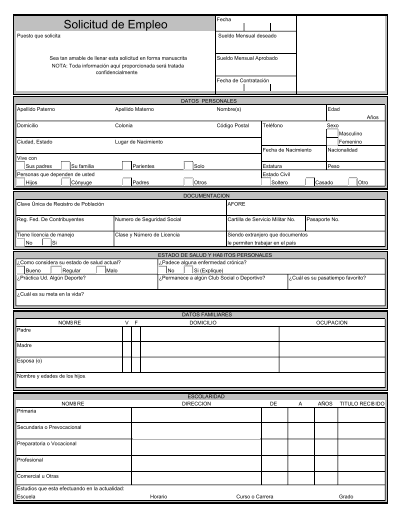 Solicitud de Empleo
Fecha
Puesto que solicita
Sueldo Mensual deseado
Sea tan amable de llenar esta solicitud en forma manuscrita
NOTA: Toda información aquí proporcionada será tratada
confidencialmente
Sueldo Mensual Aprobado
Fecha de Contratación
DATOS PERSONALES
Apellido Paterno Apellido Materno Nombre(s) Edad
Años
Domicilio Colonia Código Postal Teléfono Sexo
Masculino
Femenino
Ciudad, Estado Lugar de Nacimiento Fecha de Nacimiento Nacionalidad
Vive con
Sus padres Su familia Parientes Solo Estatura Peso
Personas que dependen de usted Estado Civil
Hijos Cónyuge Padres Otros Soltero Casado Otro
DOCUMENTACION
Clave Única de Registro de Población AFORE
Reg. Fed. De Contribuyentes Numero de Seguridad Social Cartilla de Servicio Militar No. Pasaporte No.
Tiene licencia de manejo Clase y Número de Licencia Siendo extranjero que documentos
No Si le permiten trabajar en el país
ESTADO DE SALUD Y HABITOS PERSONALES
¿Como considera su estado de salud actual? ¿Padece alguna enfermedad crónica?
Bueno Regular Malo No Si (Explique)
¿Práctica Ud. Algún Deporte? ¿Permanece a algún Club Social o Deportivo? ¿Cuál es su pasatiempo favorito?
¿Cuál es su meta en la vida?
DATOS FAMILIARES
NOMBRE V F DOMICILIO OCUPACION
Padre
Madre
Esposa (o)
Nombre y edades de los hijos
ESCOLARIDAD
NOMBRE DIRECCION DE A AÑOS TITULO RECIBIDO
Primaria
Secundaria o Prevocacional
Preparatoria o Vocacional
Profesional
Comercial u Otras
Estudios que esta efectuando en la actualidad:
Escuela Horario Curso o Carrera Grado